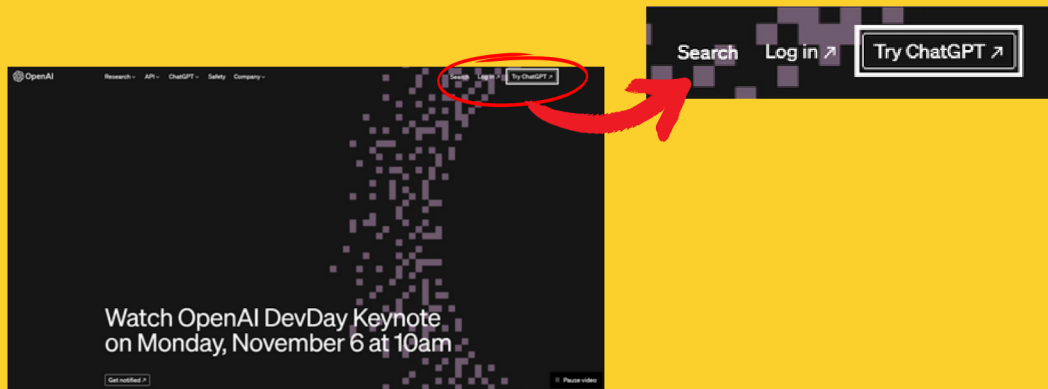 Search Log in ↗ Try ChatGPT ↗
OpenAI Research API ChatGPT Safety Company Search Log in ↗ Try ChatGPT ↗
Watch OpenAI DevDay Keynote
on Monday, November 6 at 10am
Get notified ↗ Pause video